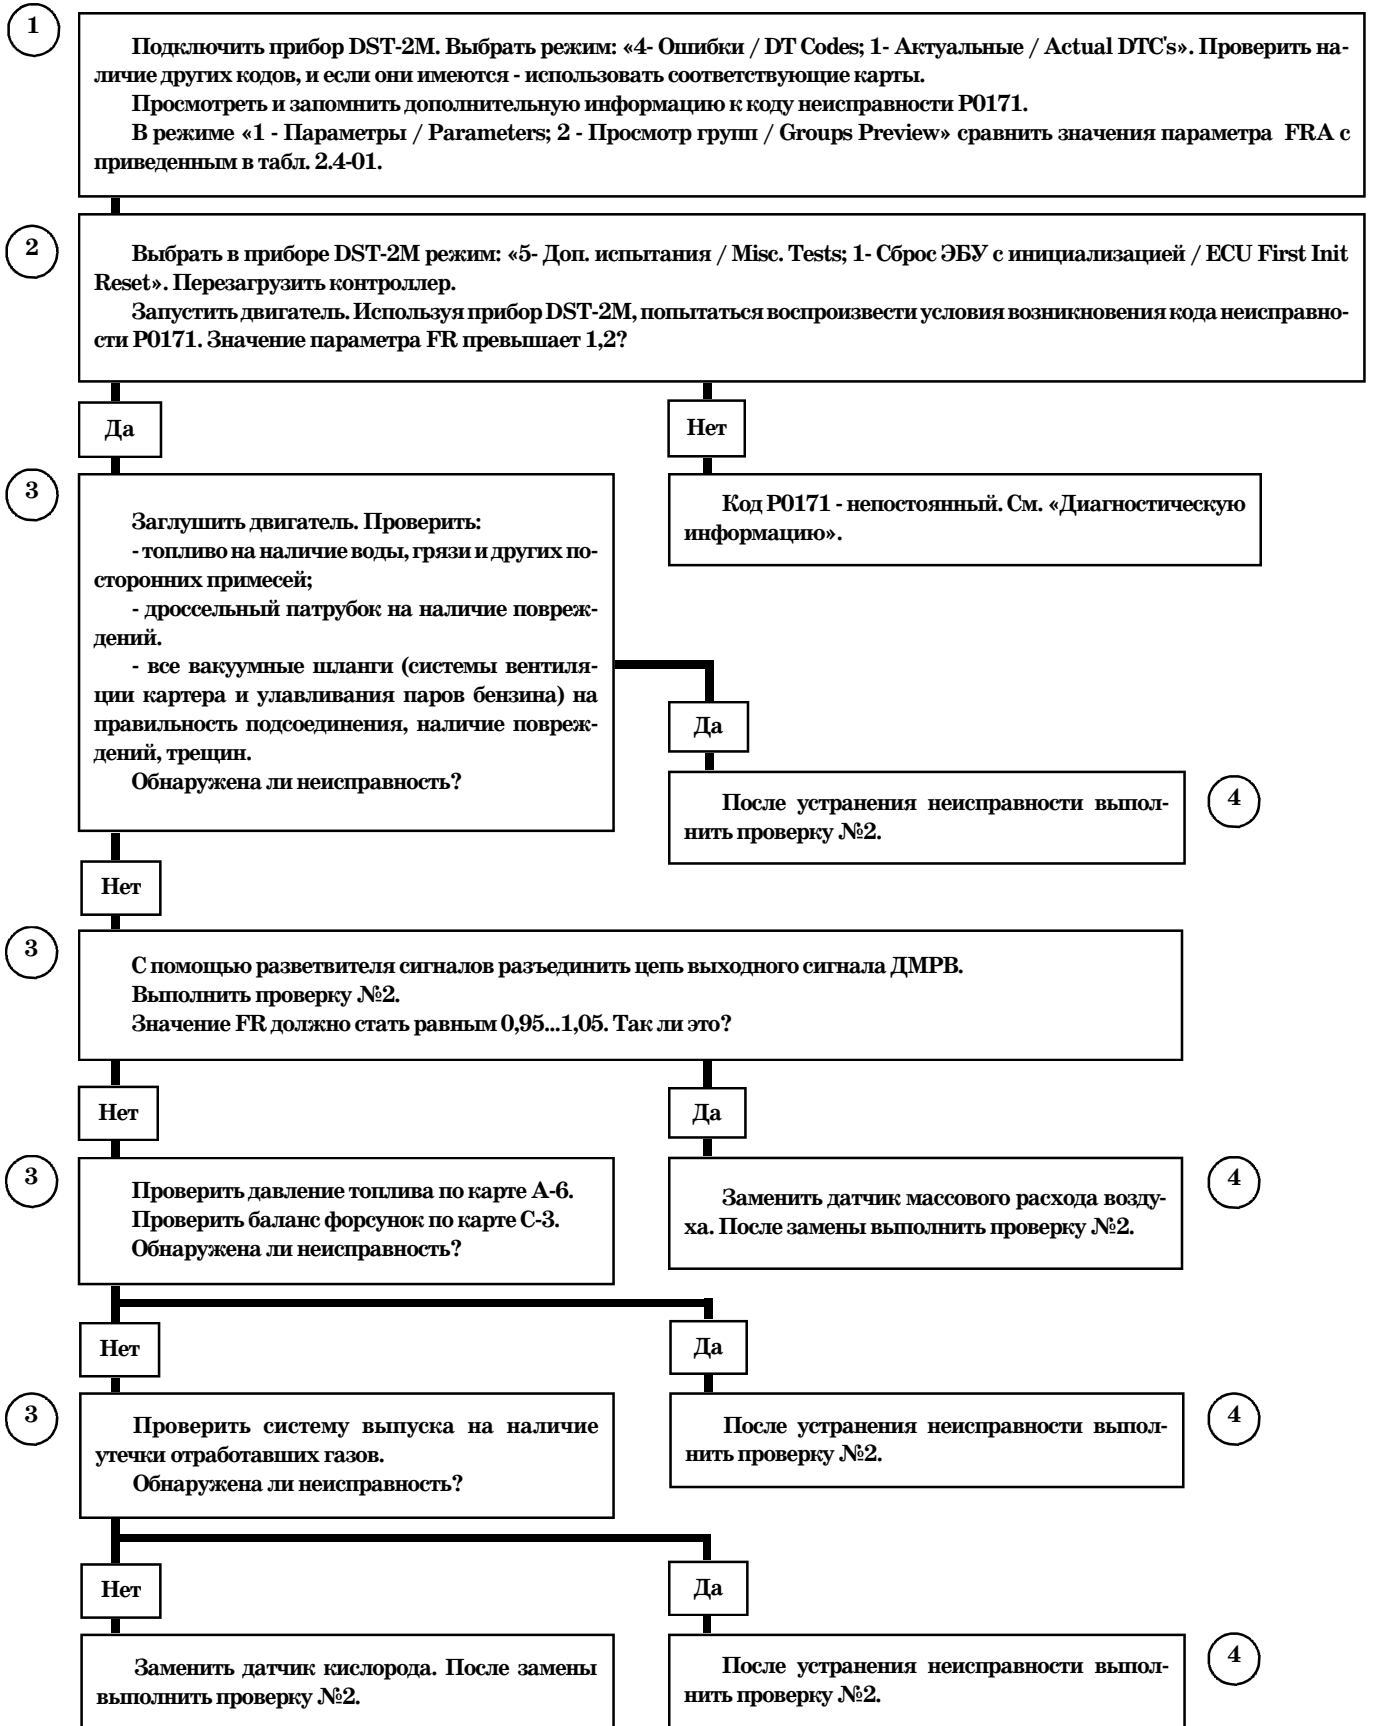 1
Подключить прибор DST-2M. Выбрать режим: «4- Ошибки / DT Codes; 1- Актуальные / Actual DTC's». Проверить на-
личие других кодов, и если они имеются - использовать соответствующие карты.
Просмотреть и запомнить дополнительную информацию к коду неисправности P0171.
В режиме «1 - Параметры / Parameters; 2 - Просмотр групп / Groups Preview» сравнить значения параметра FRA с
приведенным в табл. 2.4-01.
2
Выбрать в приборе DST-2M режим: «5- Доп. испытания / Misc. Tests; 1- Сброс ЭБУ с инициализацией / ECU First Init
Reset». Перезагрузить контроллер.
Запустить двигатель. Используя прибор DST-2M, попытаться воспроизвести условия возникновения кода неисправно-
сти P0171. Значение параметра FR превышает 1,2?
Да
Нет
3
Заглушить двигатель. Проверить:
- топливо на наличие воды, грязи и других по-
сторонних примесей;
- дроссельный патрубок на наличие повреж-
дений.
- все вакуумные шланги (системы вентиля-
ции картера и улавливания паров бензина) на
правильность подсоединения, наличие повреж-
дений, трещин.
Обнаружена ли неисправность?
Код P0171 - непостоянный. См. «Диагностическую
информацию».
Да
После устранения неисправности выпол-
нить проверку №2.
4
Нет
3
С помощью разветвителя сигналов разъединить цепь выходного сигнала ДМРВ.
Выполнить проверку №2.
Значение FR должно стать равным 0,95...1,05. Так ли это?
Нет
Да
3
Проверить давление топлива по карте А-6.
Проверить баланс форсунок по карте С-3.
Обнаружена ли неисправность?
Заменить датчик массового расхода возду-
ха. После замены выполнить проверку №2.
4
Нет
Да
3
Проверить систему выпуска на наличие
утечки отработавших газов.
Обнаружена ли неисправность?
После устранения неисправности выпол-
нить проверку №2.
4
Нет
Да
Заменить датчик кислорода. После замены
выполнить проверку №2.
После устранения неисправности выпол-
нить проверку №2.
4